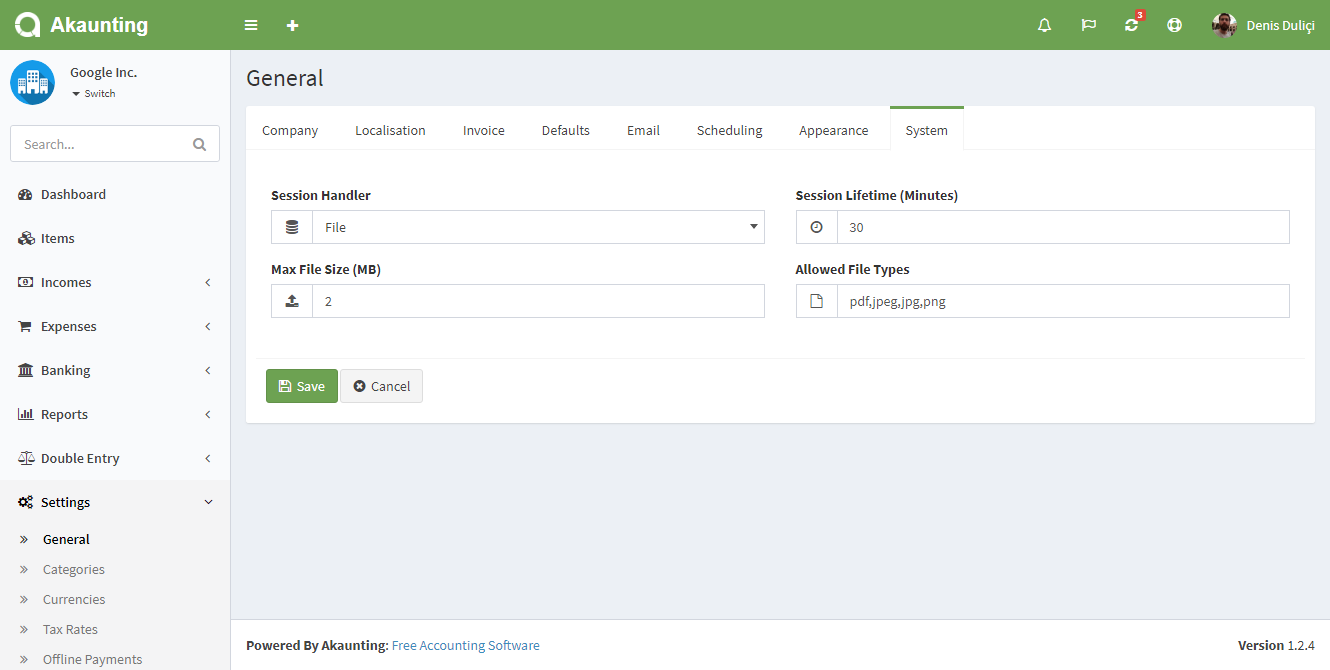 Akaunting
3
Denis Duliçi
Google Inc.
Switch
Search...
Dashboard
Items
Incomes
Expenses
Banking
Reports
Double Entry
Settings
General
Categories
Currencies
Tax Rates
Offline Payments
General
Company Localisation Invoice Defaults Email Scheduling Appearance System
Session Handler Session Lifetime (Minutes)
File 30
Max File Size (MB) Allowed File Types
2 pdf,jpeg,jpg,png
Save Cancel
Powered By Akaunting: Free Accounting Software Version 1.2.4